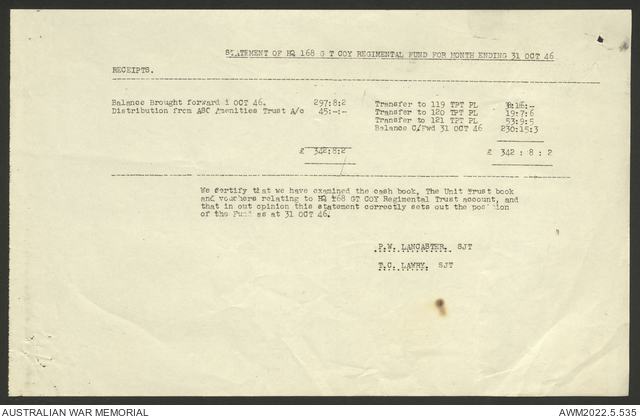 STATEMENT OF HQ 168 G T COY REGIMENTAL FUND FOR MONTH ENDING 31 OCT 46
RECEIPTS.
Balance Brought forward 1 OCT 46. 297:8:2 Transfer to 119 TPT PL 38:16:-
Distribution from ASC Amenities Trust A/c 45:-:- Transfer to 120 TPT PL 19:7:6
Transfer to 121 TPT PL 53:9:5
Balance C/Fwd 31 OCT 46 230:15:3
£ 342:8:2 £ 342 : 8 : 2
We certify that we have examined the cash book, The Unit Trust book
and vouchers relating to HQ 168 GT COY Regimental Trust account, and
that in out opinion this statement correctly sets out the position
of the Fund as at 31 OCT 46.
P.W. LANCASTER. SJT
T.C. LAWRY. SJT
AUSTRALIAN WAR MEMORIAL AWM2022.5.535